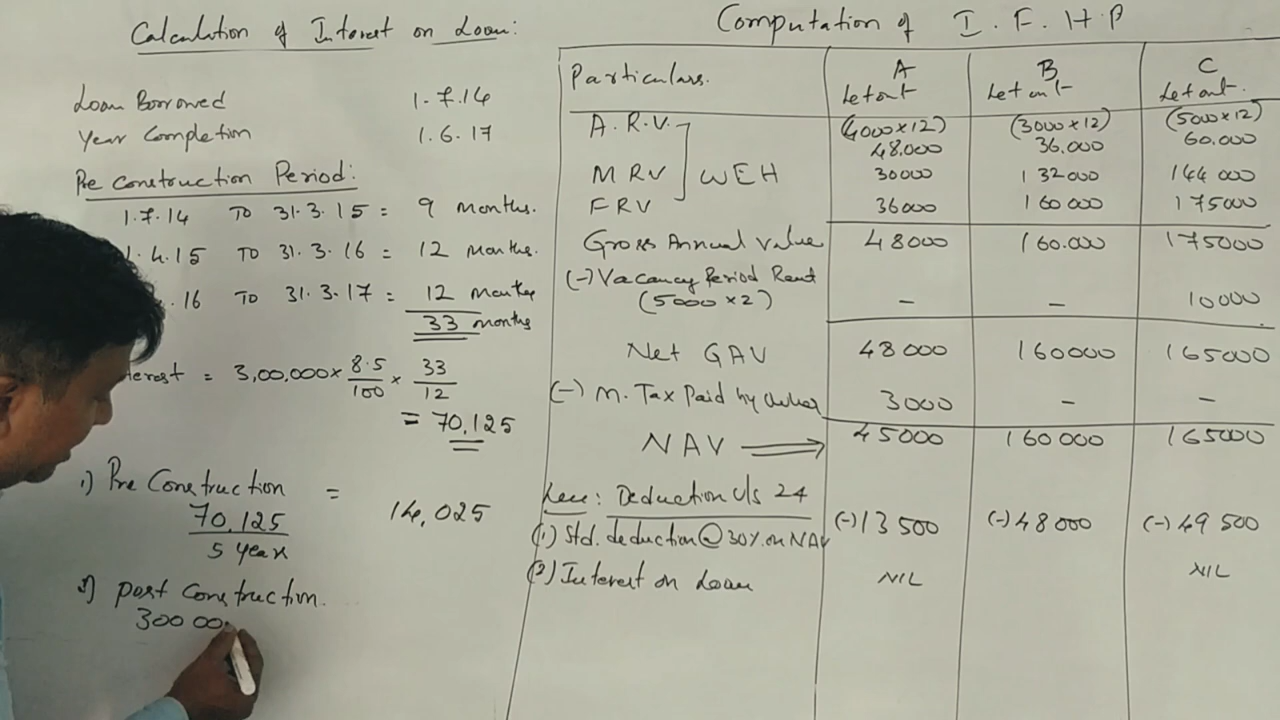 Calculation of Interest on Loan:
Loan Borrowed 1.7.14
Year Completion 1.6.17
Pre Construction Period:
1.7.14 TO 31.3.15 = 9 months.
1.4.15 TO 31.3.16 = 12 months.
.16 TO 31.3.17 = 12 months
33 months
erest = 3,00,000 × 8.5/100 × 33/12
= 70,125
1) Pre Construction = 14,025
70,125
5 year
2) Post Construction.
300 00
Computation of I.F.H.P
Particulars. A B C
Let out Let out Let out.
A.R.V. (4000×12) (3000×12) (5000×12)
48.000 36.000 60.000
MRV WEH 30000 132000 144 000
FRV 36000 160 000 175000
Gross Annual Value 48000 160.000 175000
(-) Vacancy Period Rent
(5000 × 2) – – 10000
Net GAV 48000 160000 165000
(-) M. Tax Paid by Owner 3000 – –
NAV 45000 160 000 165000
Less: Deduction U/s 24
(1) Std. deduction @ 30% on NAV (-) 13 500 (-) 48 000 (-) 49 500
(2) Interest on Loan NIL NIL